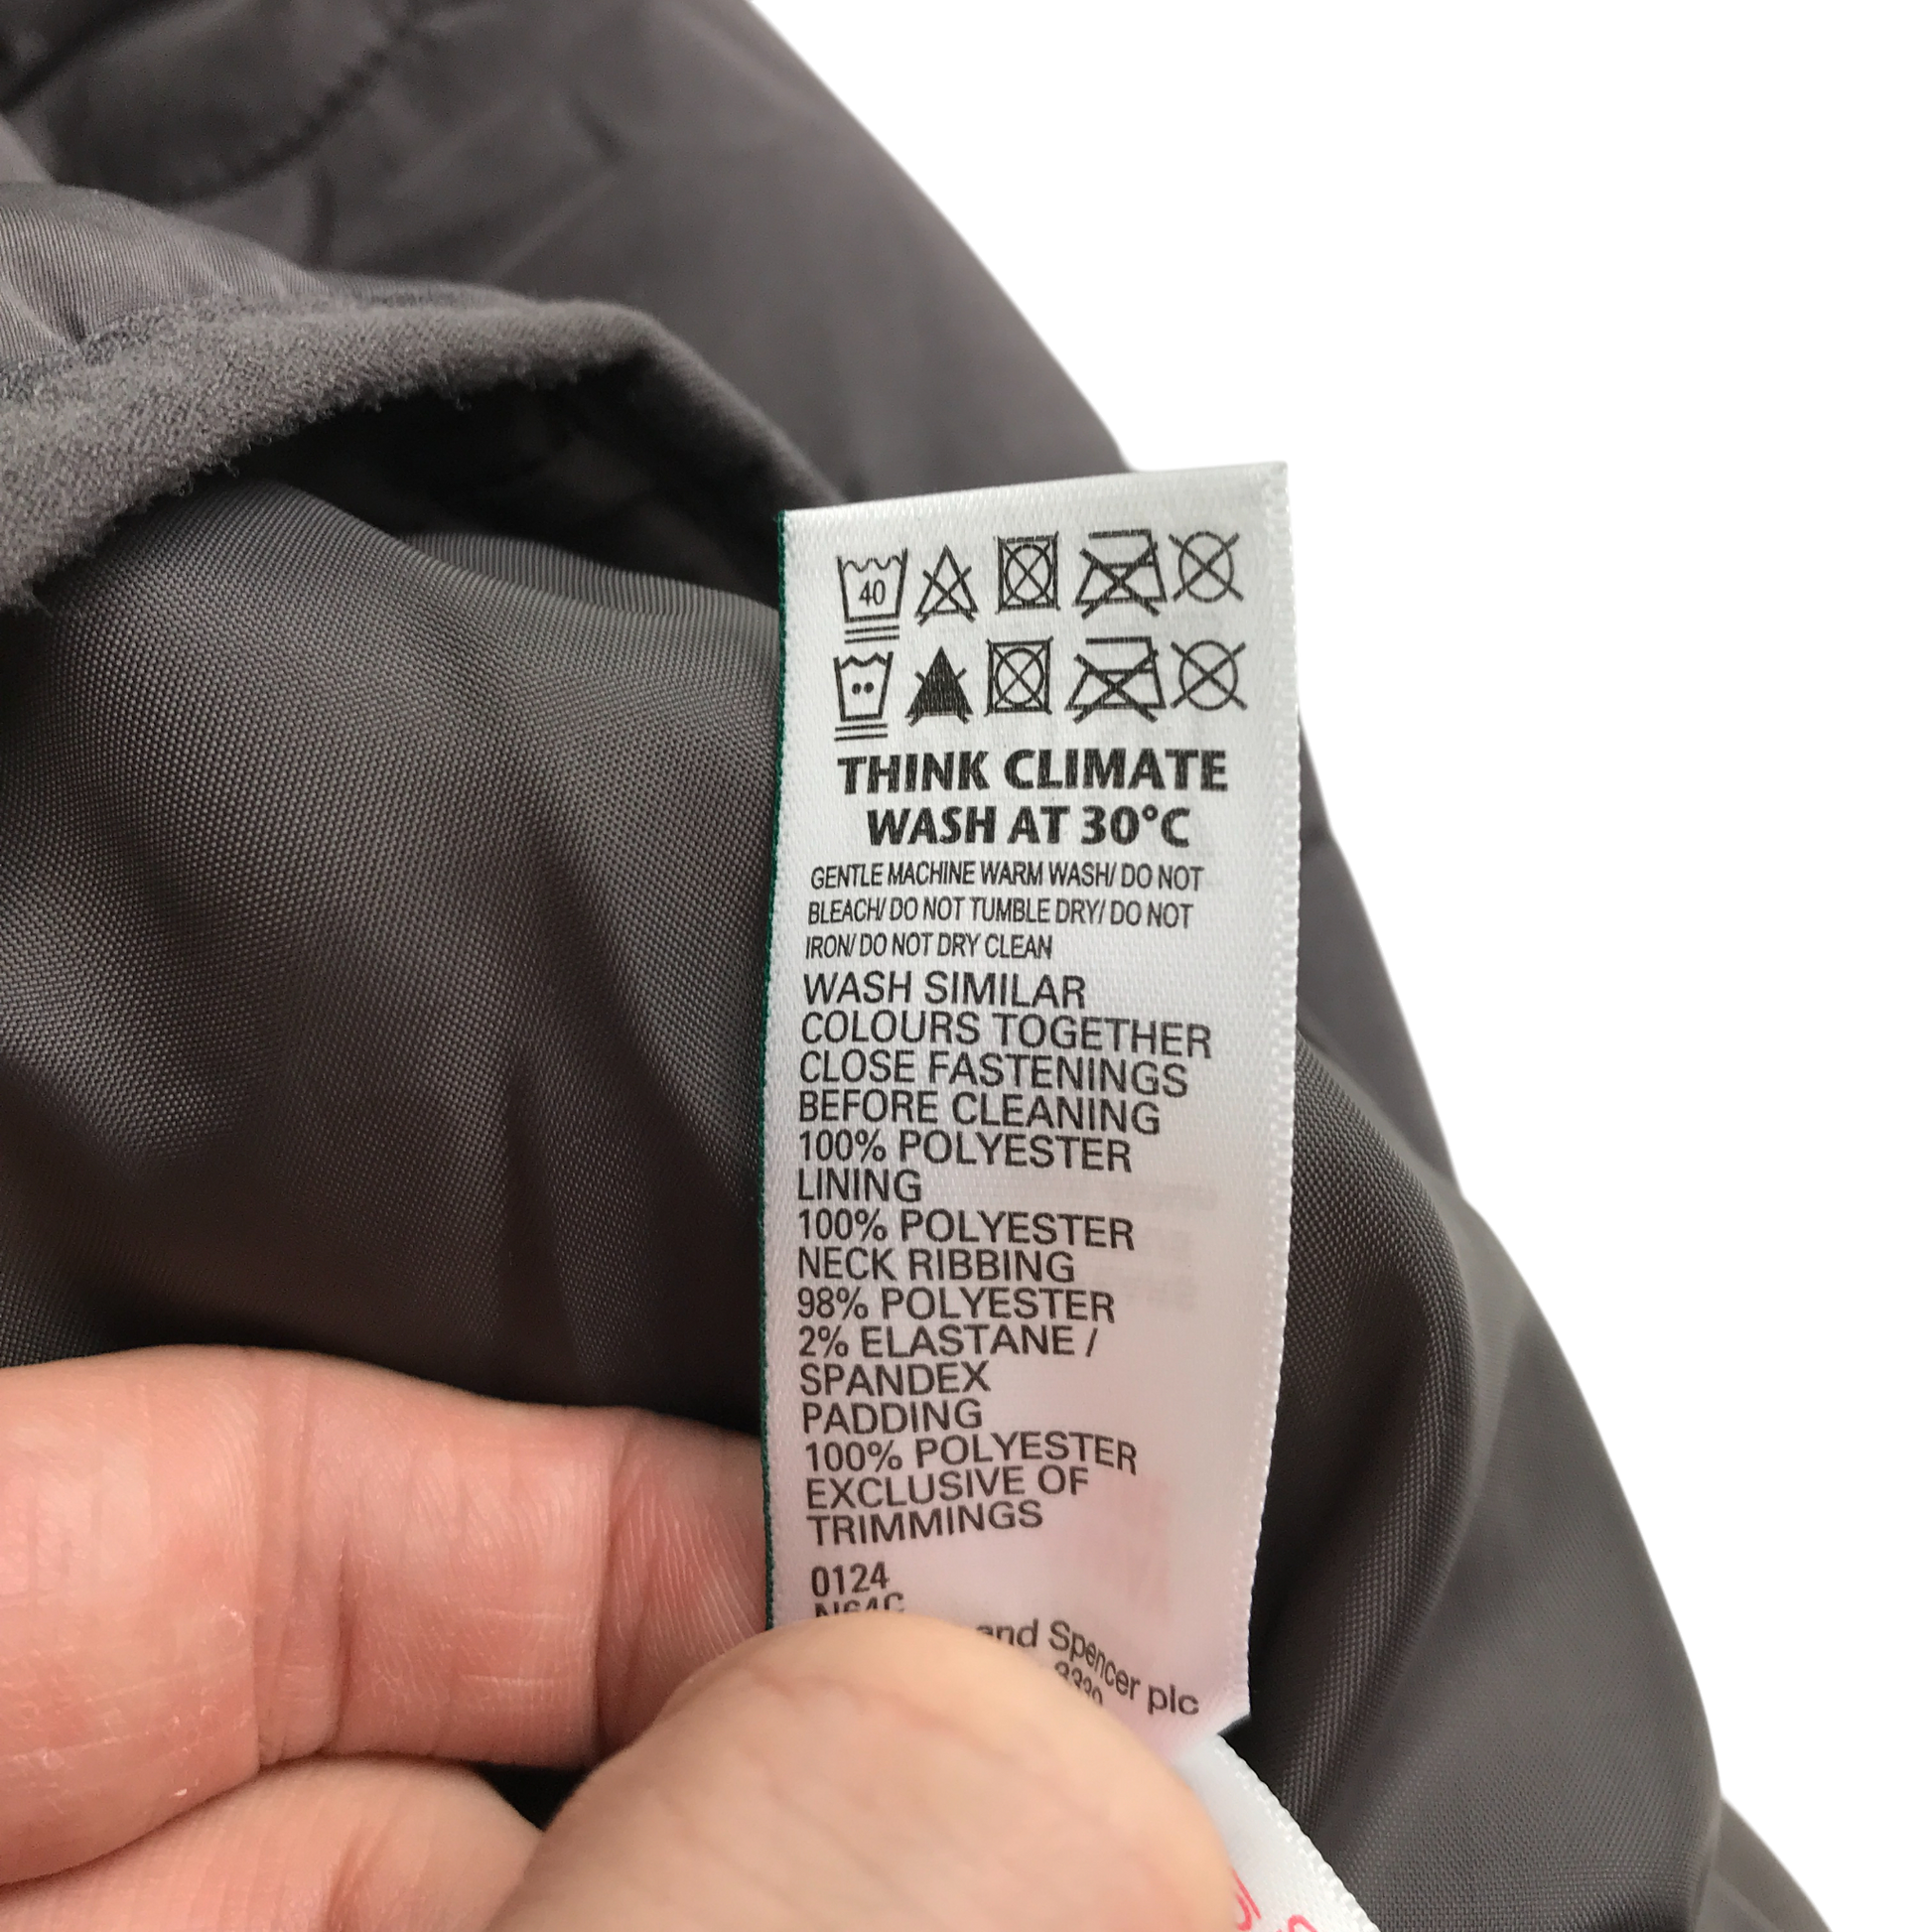 40
THINK CLIMATE
WASH AT 30°C
GENTLE MACHINE WARM WASH/ DO NOT
BLEACH/ DO NOT TUMBLE DRY/ DO NOT
IRON/ DO NOT DRY CLEAN
WASH SIMILAR
COLOURS TOGETHER
CLOSE FASTENINGS
BEFORE CLEANING
100% POLYESTER
LINING
100% POLYESTER
NECK RIBBING
98% POLYESTER
2% ELASTANE /
SPANDEX
PADDING
100% POLYESTER
EXCLUSIVE OF
TRIMMINGS
0124
N64C
and Spencer plc